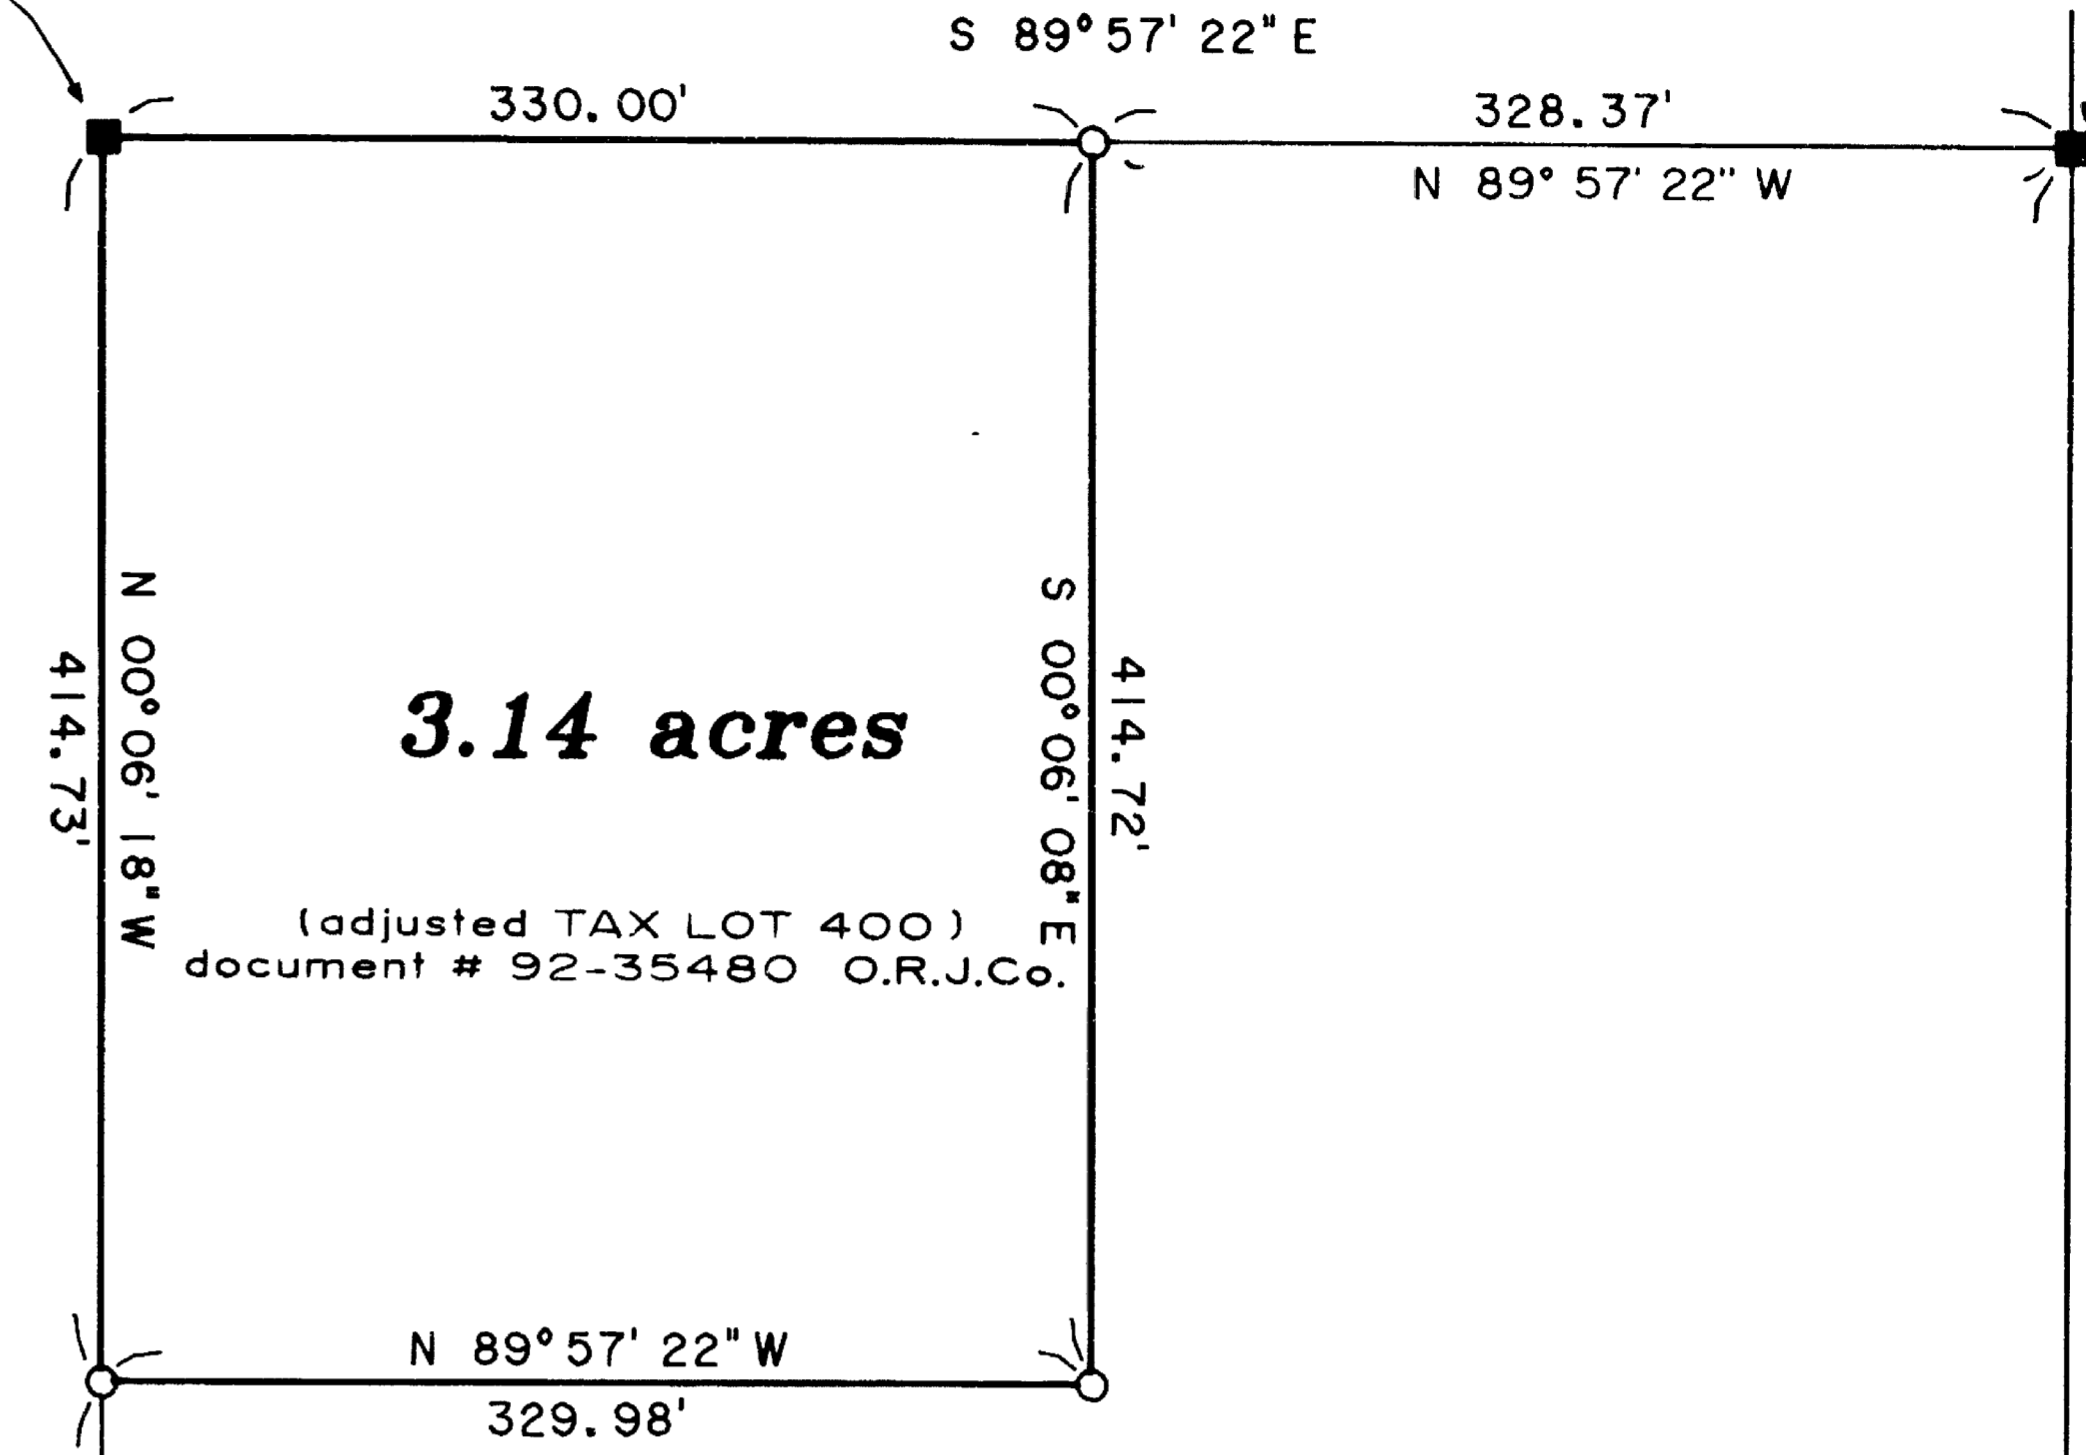 S 89° 57' 22" E
330.00'
328.37'
N 89° 57' 22" W
N 00° 06' 18" W
414.73'
S 00° 06' 08" E
414.72'
3.14 acres
(adjusted TAX LOT 400)
document # 92-35480 O.R.J.Co.
N 89° 57' 22" W
329.98'